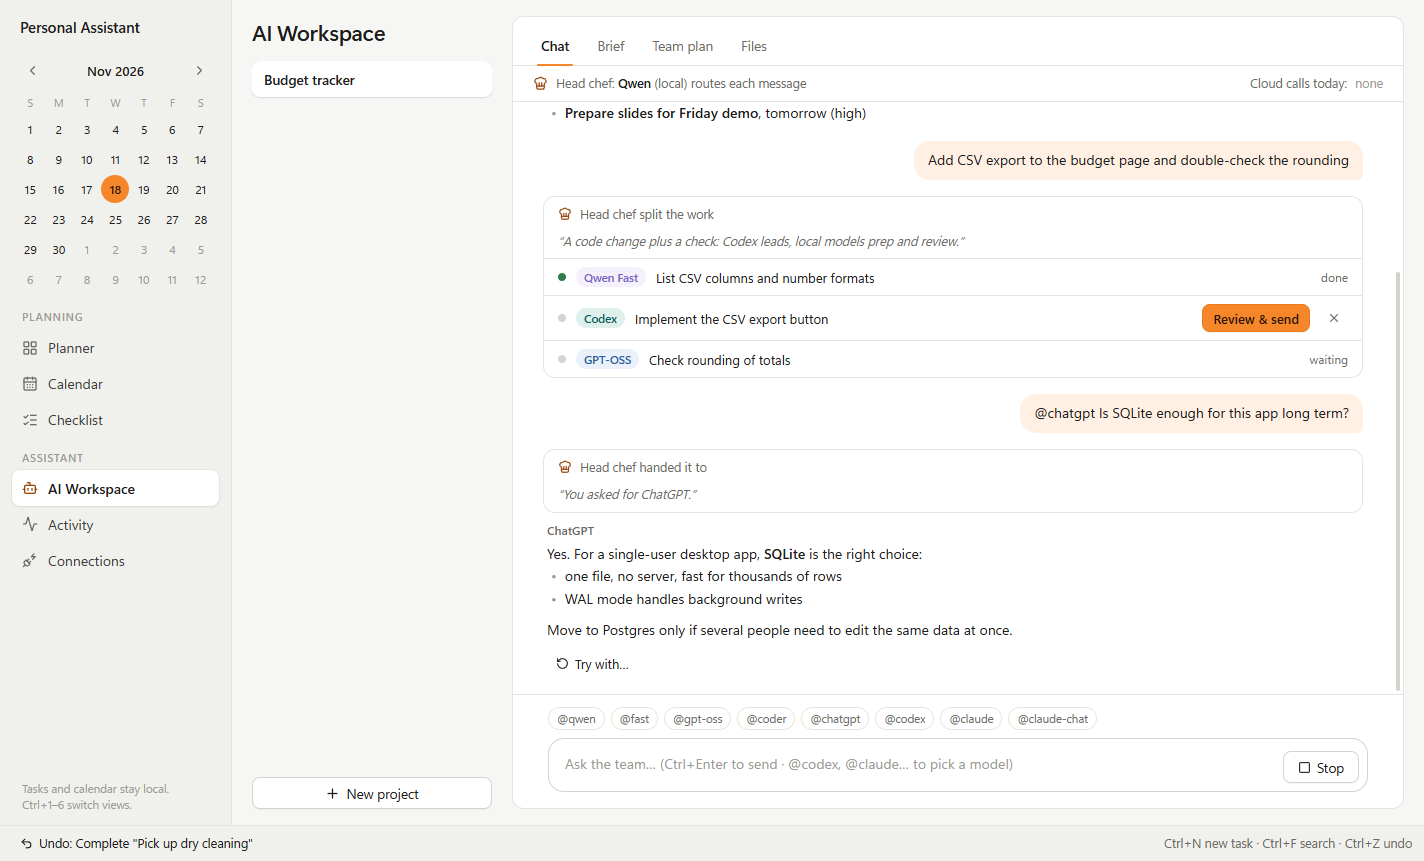 Personal Assistant
Nov 2026
S M T W T F S
1 2 3 4 5 6 7
8 9 10 11 12 13 14
15 16 17 18 19 20 21
22 23 24 25 26 27 28
29 30 1 2 3 4 5
6 7 8 9 10 11 12
PLANNING
Planner
Calendar
Checklist
ASSISTANT
AI Workspace
Activity
Connections
Tasks and calendar stay local.
Ctrl+1–6 switch views.
AI Workspace
Budget tracker
New project
Chat Brief Team plan Files
Head chef: Qwen (local) routes each message
Cloud calls today: none
• Prepare slides for Friday demo, tomorrow (high)
Add CSV export to the budget page and double-check the rounding
Head chef split the work
“A code change plus a check: Codex leads, local models prep and review.”
Qwen Fast List CSV columns and number formats done
Codex Implement the CSV export button Review & send
GPT-OSS Check rounding of totals waiting
@chatgpt Is SQLite enough for this app long term?
Head chef handed it to
“You asked for ChatGPT.”
ChatGPT
Yes. For a single-user desktop app, SQLite is the right choice:
• one file, no server, fast for thousands of rows
• WAL mode handles background writes
Move to Postgres only if several people need to edit the same data at once.
Try with...
@qwen @fast @gpt-oss @coder @chatgpt @codex @claude @claude-chat
Ask the team... (Ctrl+Enter to send · @codex, @claude... to pick a model)
Stop
Undo: Complete "Pick up dry cleaning"
Ctrl+N new task · Ctrl+F search · Ctrl+Z undo